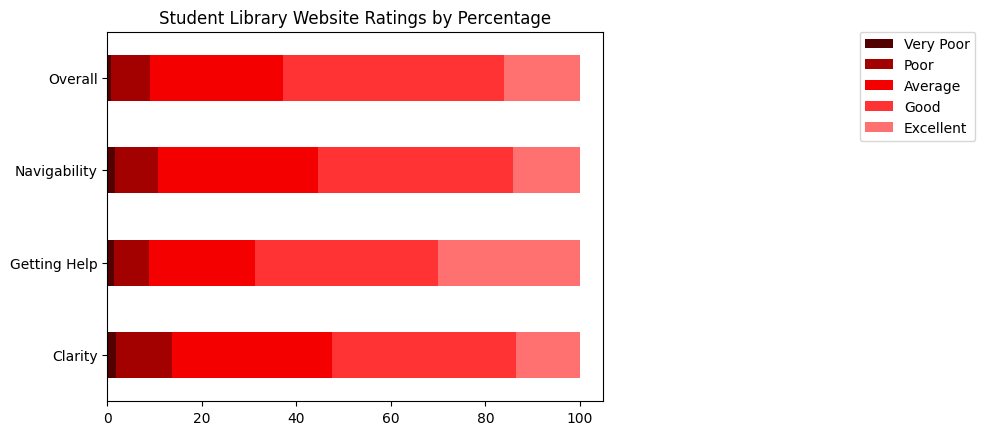 Student Library Website Ratings by Percentage
Very Poor
Poor
Average
Good
Excellent
Overall
Navigability
Getting Help
Clarity
0 20 40 60 80 100